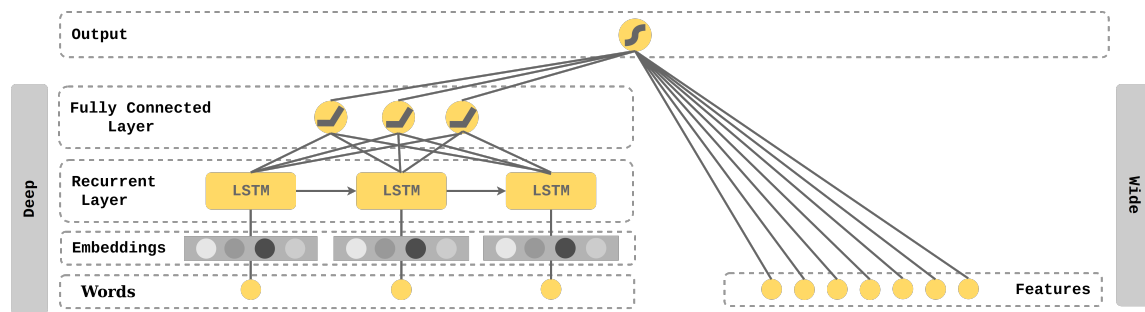 Output
Deep
Fully Connected
Layer
Recurrent
Layer
LSTM
LSTM
LSTM
Embeddings
Words
Features
Wide